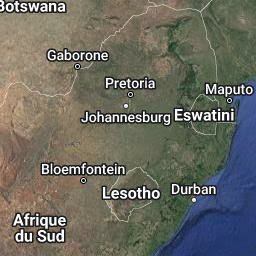 Botswana
Gaborone
Pretoria
Maputo
Johannesburg
Eswatini
Bloemfontein
Lesotho
Durban
Afrique
du Sud